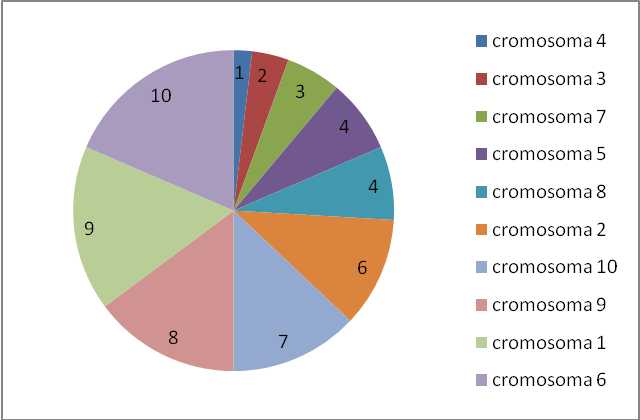 1
2
3
4
4
6
7
8
9
10
cromosoma 4
cromosoma 3
cromosoma 7
cromosoma 5
cromosoma 8
cromosoma 2
cromosoma 10
cromosoma 9
cromosoma 1
cromosoma 6